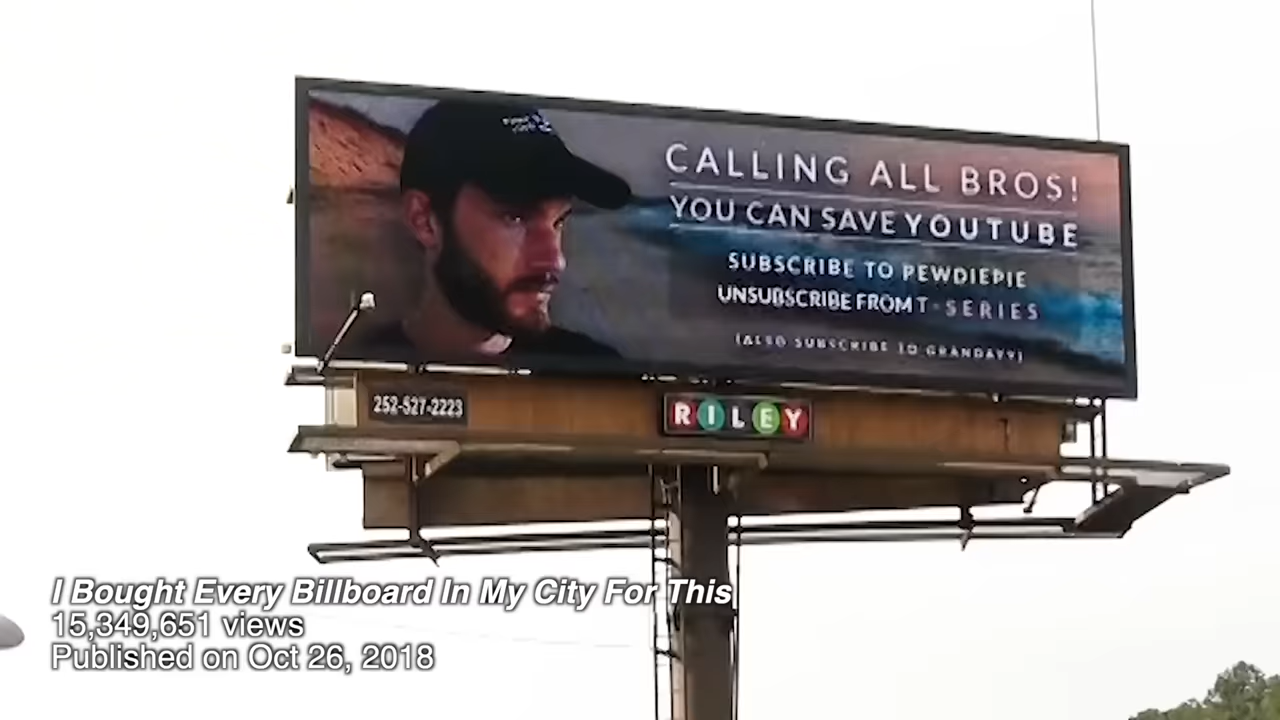 CALLING ALL BROS!
YOU CAN SAVE YOUTUBE
SUBSCRIBE TO PEWDIEPIE
UNSUBSCRIBE FROM T-SERIES
(ALSO SUBSCRIBE TO GRANDAYY)
252-527-2223
RILEY
I Bought Every Billboard In My City For This
15,349,651 views
Published on Oct 26, 2018